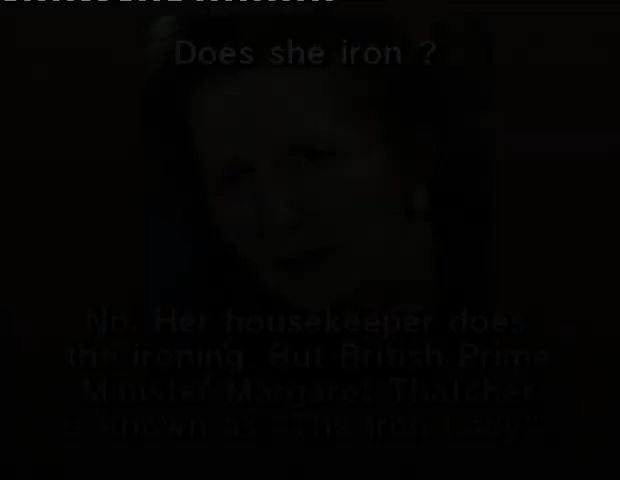 Does she iron ?
No. Her housekeeper does
the ironing. But British Prime
Minister Margaret Thatcher
is known as "The Iron Lady"